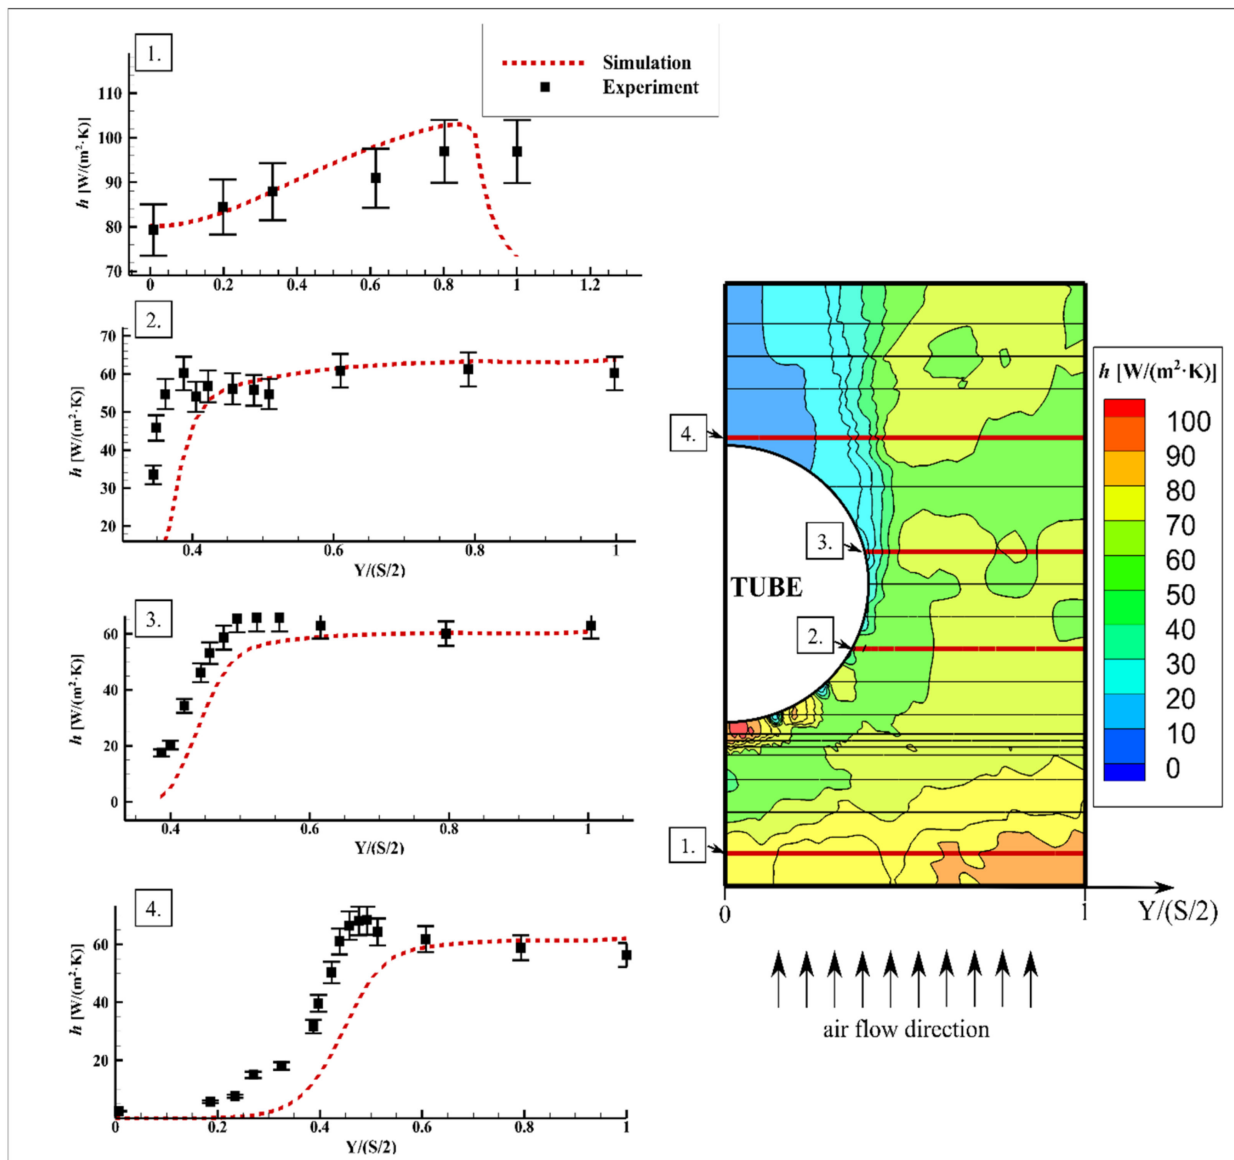 1.
Simulation
Experiment
h [W/(m²·K)]
110
100
90
80
70
0 0.2 0.4 0.6 0.8 1 1.2
2.
h [W/(m²·K)]
70
60
50
40
30
20
0.4 0.6 0.8 1
Y/(S/2)
3.
h [W/(m²·K)]
60
40
20
0
0.4 0.6 0.8 1
Y/(S/2)
4.
h [W/(m²·K)]
60
40
20
0 0.2 0.4 0.6 0.8 1
Y/(S/2)
4.
3.
TUBE
2.
1.
0 1
Y/(S/2)
air flow direction
h [W/(m²·K)]
100
90
80
70
60
50
40
30
20
10
0